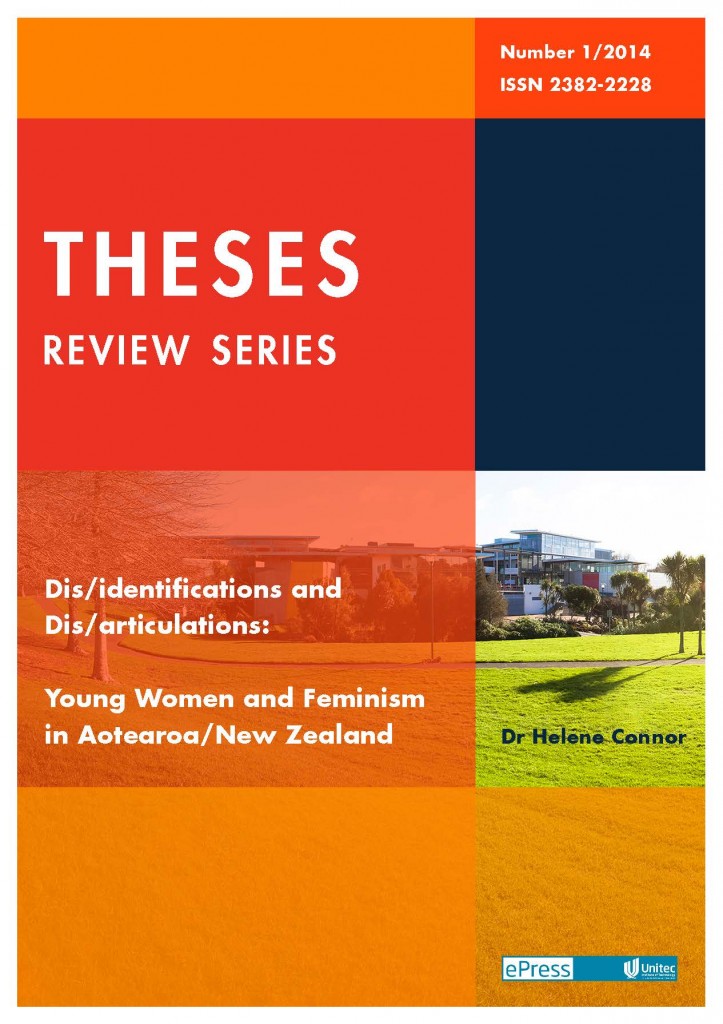 Number 1/2014
ISSN 2382-2228
THESES
REVIEW SERIES
Dis/identifications and
Dis/articulations:
Young Women and Feminism
in Aotearoa/New Zealand
Dr Helene Connor
ePress
Unitec